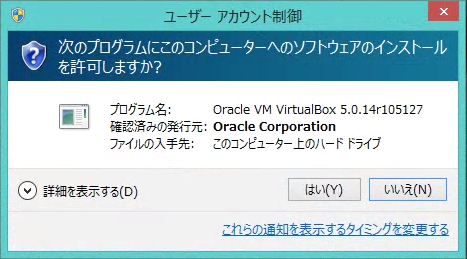 ユーザー アカウント制御
次のプログラムにこのコンピューターへのソフトウェアのインストール
を許可しますか?
プログラム名: Oracle VM VirtualBox 5.0.14r105127
確認済みの発行元: Oracle Corporation
ファイルの入手先: このコンピューター上のハード ドライブ
詳細を表示する(D) はい(Y) いいえ(N)
これらの通知を表示するタイミングを変更する